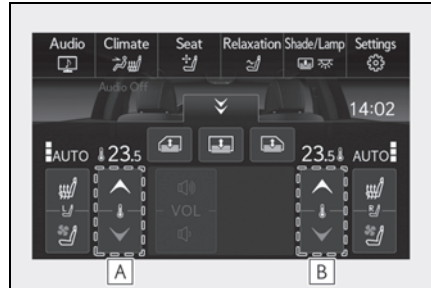 Audio Climate Seat Relaxation Shade/Lamp Settings
Audio Off
14:02
AUTO 23.5 23.5 AUTO
L R
VOL
A B